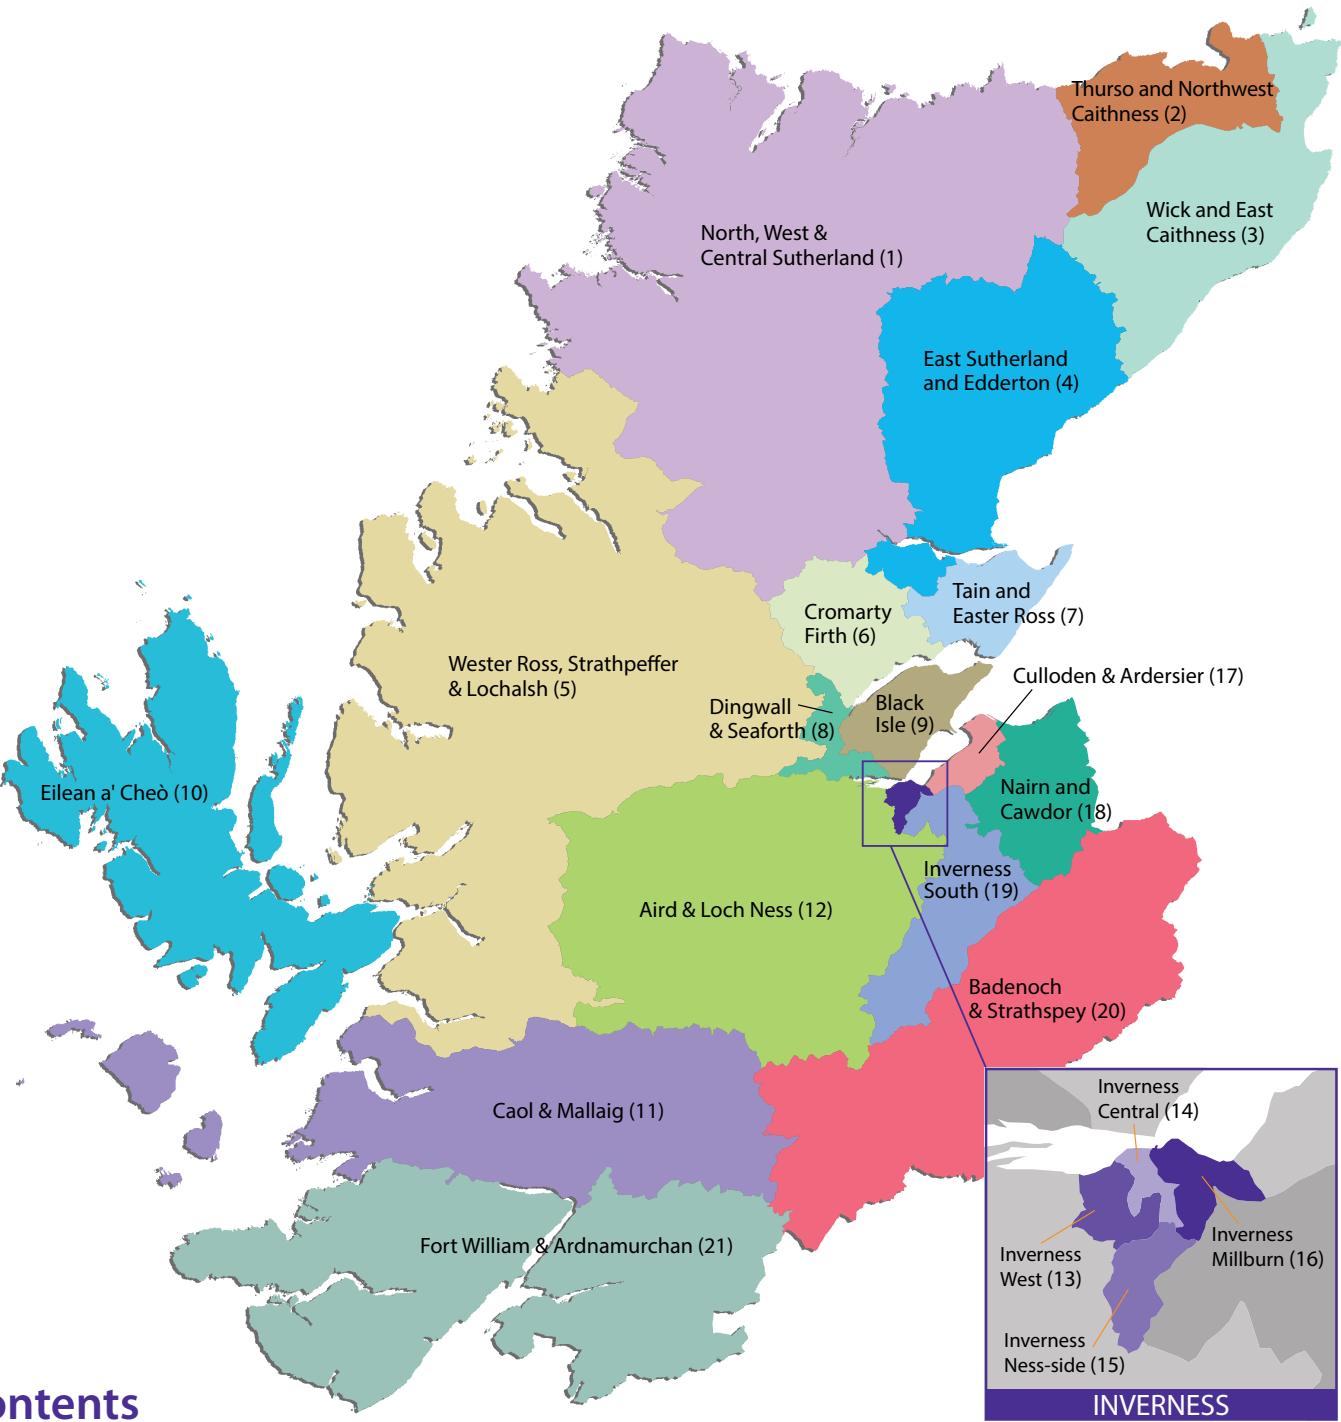 Thurso and Northwest
Caithness (2)
Wick and East
Caithness (3)
North, West &
Central Sutherland (1)
East Sutherland
and Edderton (4)
Tain and
Easter Ross (7)
Cromarty
Firth (6)
Wester Ross, Strathpeffer
& Lochalsh (5)
Culloden & Ardersier (17)
Dingwall
& Seaforth (8)
Black
Isle (9)
Eilean a' Cheò (10)
Nairn and
Cawdor (18)
Inverness
South (19)
Aird & Loch Ness (12)
Badenoch
& Strathspey (20)
Caol & Mallaig (11)
Fort William & Ardnamurchan (21)
Inverness
Central (14)
Inverness
Millburn (16)
Inverness
West (13)
Inverness
Ness-side (15)
INVERNESS
ontents